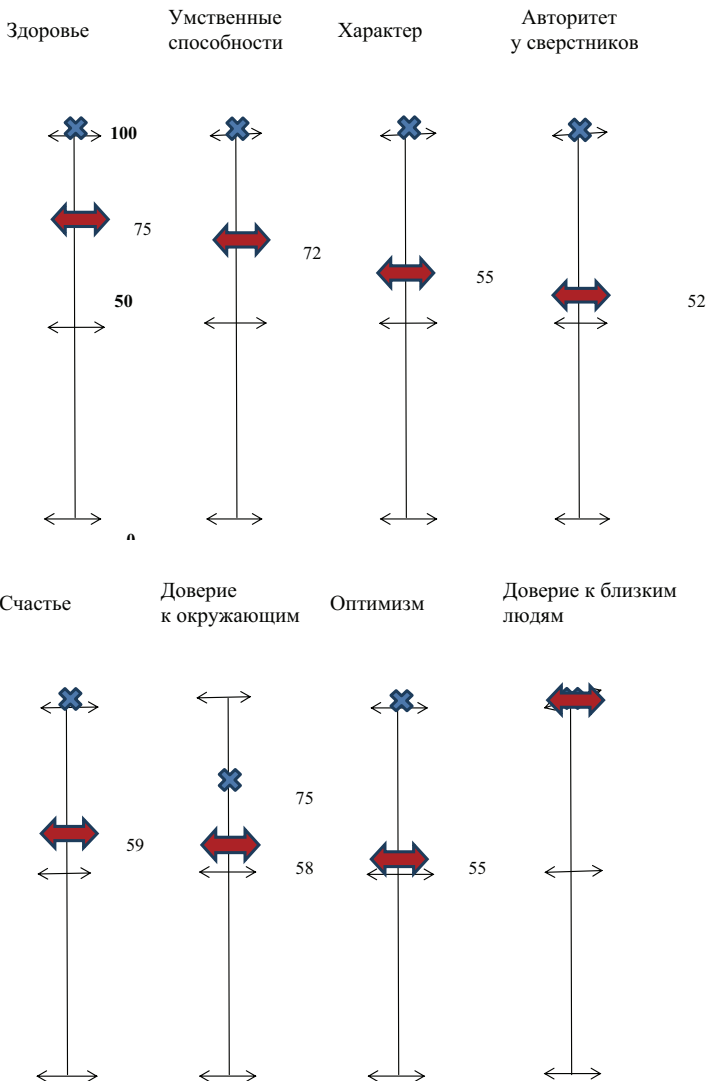 Здоровье
Умственные
способности
Характер
Авторитет
у сверстников
100
75
72
55
50
52
0
Счастье
Доверие
к окружающим
Оптимизм
Доверие к близким
людям
75
59
58
55